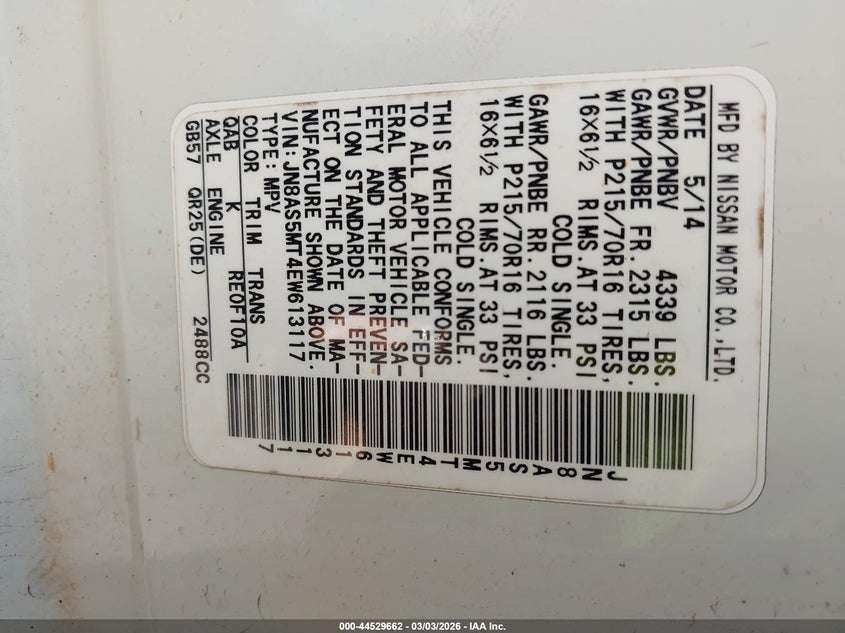 MFD BY NISSAN MOTOR CO.,LTD.
DATE 5/14
GVWR/PNBV 4339 LBS.
GAWR/PNBE FR. 2315 LBS.
WITH P215/70R16 TIRES,
16X6½ RIMS.AT 33 PSI
COLD SINGLE.
GAWR/PNBE RR. 2116 LBS.
WITH P215/70R16 TIRES,
16X6½ RIMS.AT 33 PSI
COLD SINGLE.
THIS VEHICLE CONFORMS
TO ALL APPLICABLE FED-
ERAL MOTOR VEHICLE SA-
FETY AND THEFT PREVEN-
TION STANDARDS IN EFF-
ECT ON THE DATE OF MA-
NUFACTURE SHOWN ABOVE.
VIN:JN8AS5MT4EW613117
TYPE:MPV
COLOR TRIM TRANS
QAB K RE0F10A
AXLE ENGINE
GB57 QR25(DE) 2488CC
JN8AS5MT4EW613117
000-44529662 — 03/03/2026 — IAA Inc.